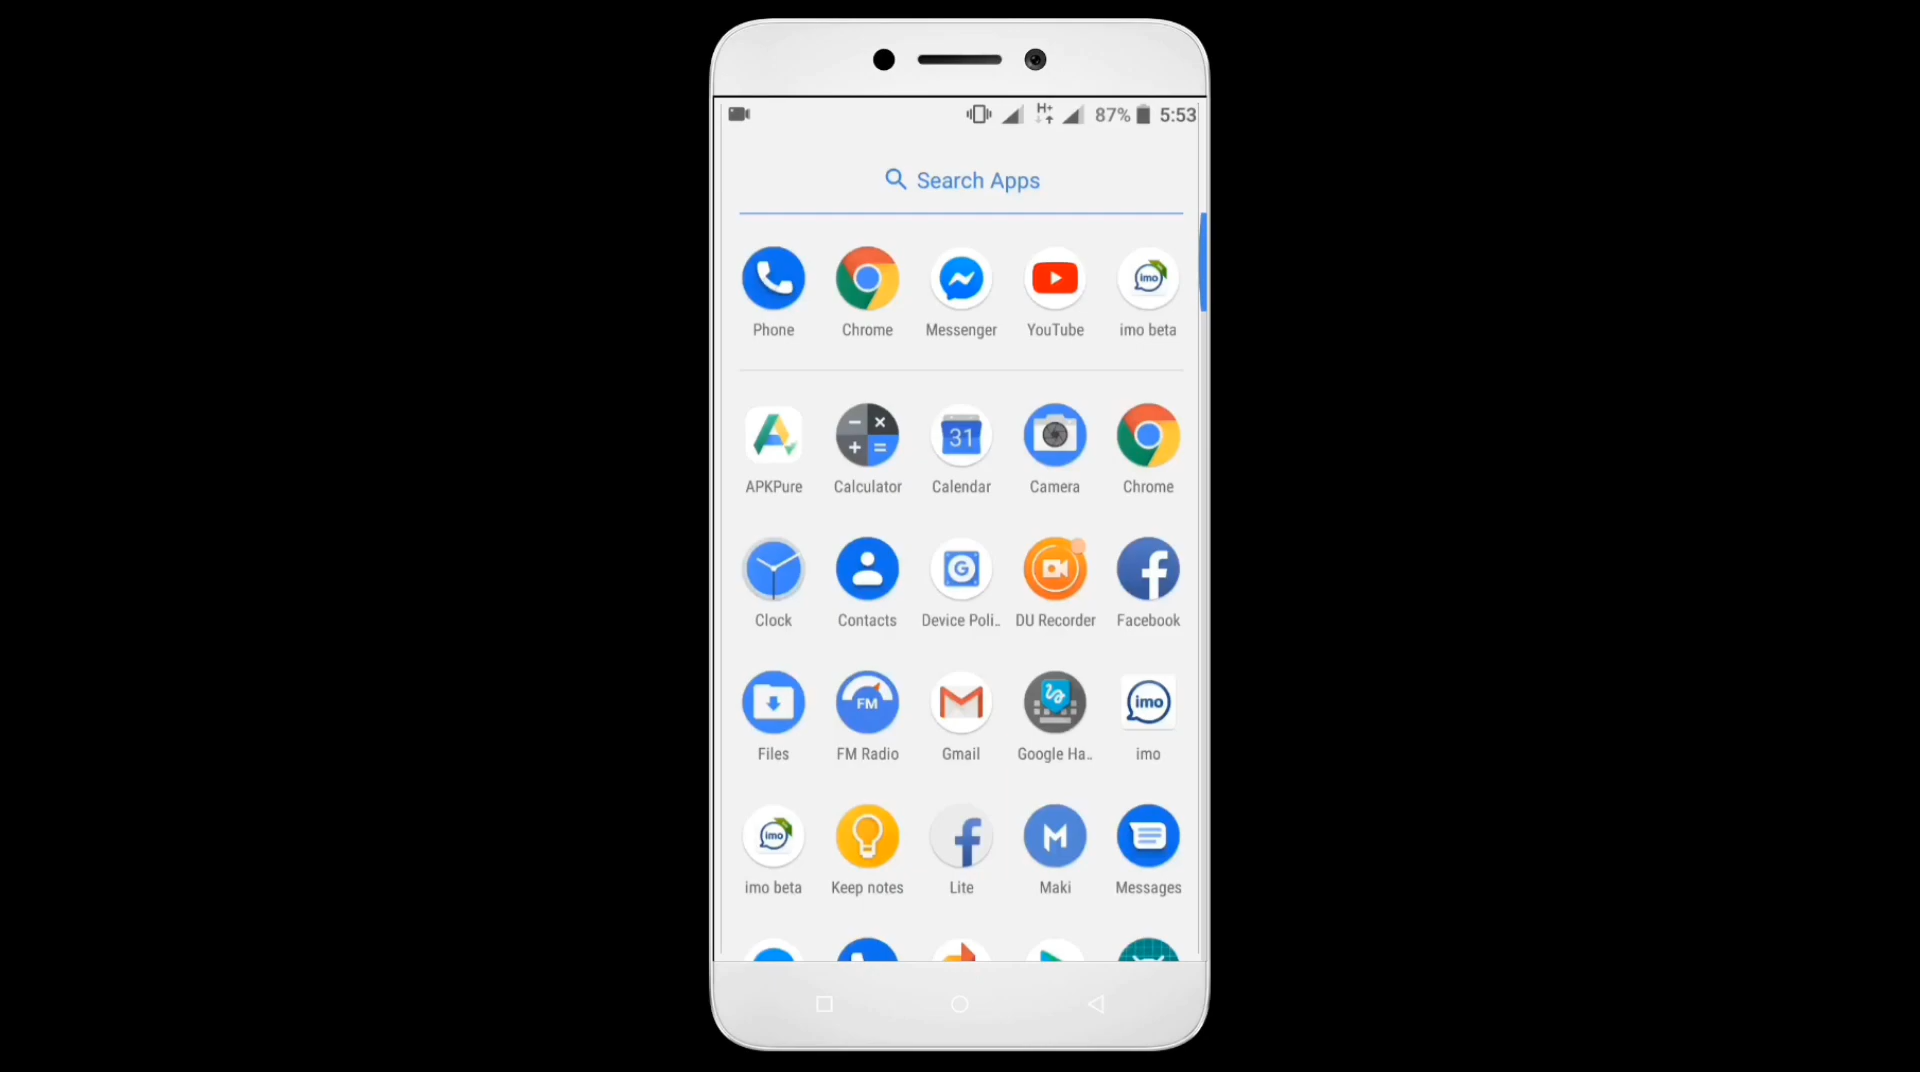 H+ 87% 5:53
Search Apps
imo
Phone Chrome Messenger YouTube imo beta
31
APKPure Calculator Calendar Camera Chrome
G f
Clock Contacts Device Poli.. DU Recorder Facebook
FM imo
Files FM Radio Gmail Google Ha.. imo
imo f M
imo beta Keep notes Lite Maki Messages